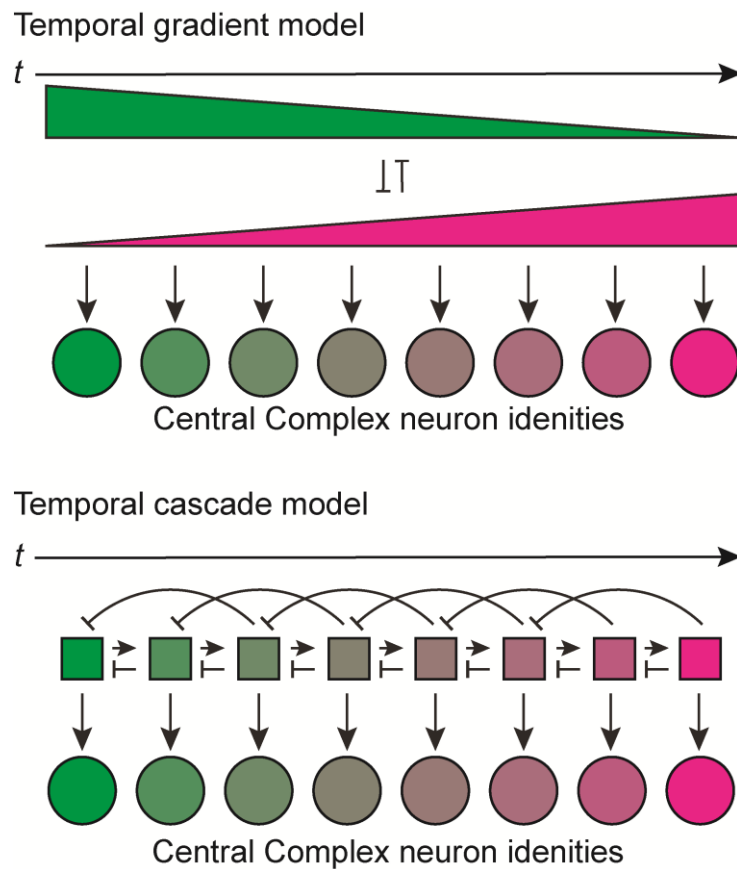 Temporal gradient model
t
Central Complex neuron idenities
Temporal cascade model
t
Central Complex neuron idenities